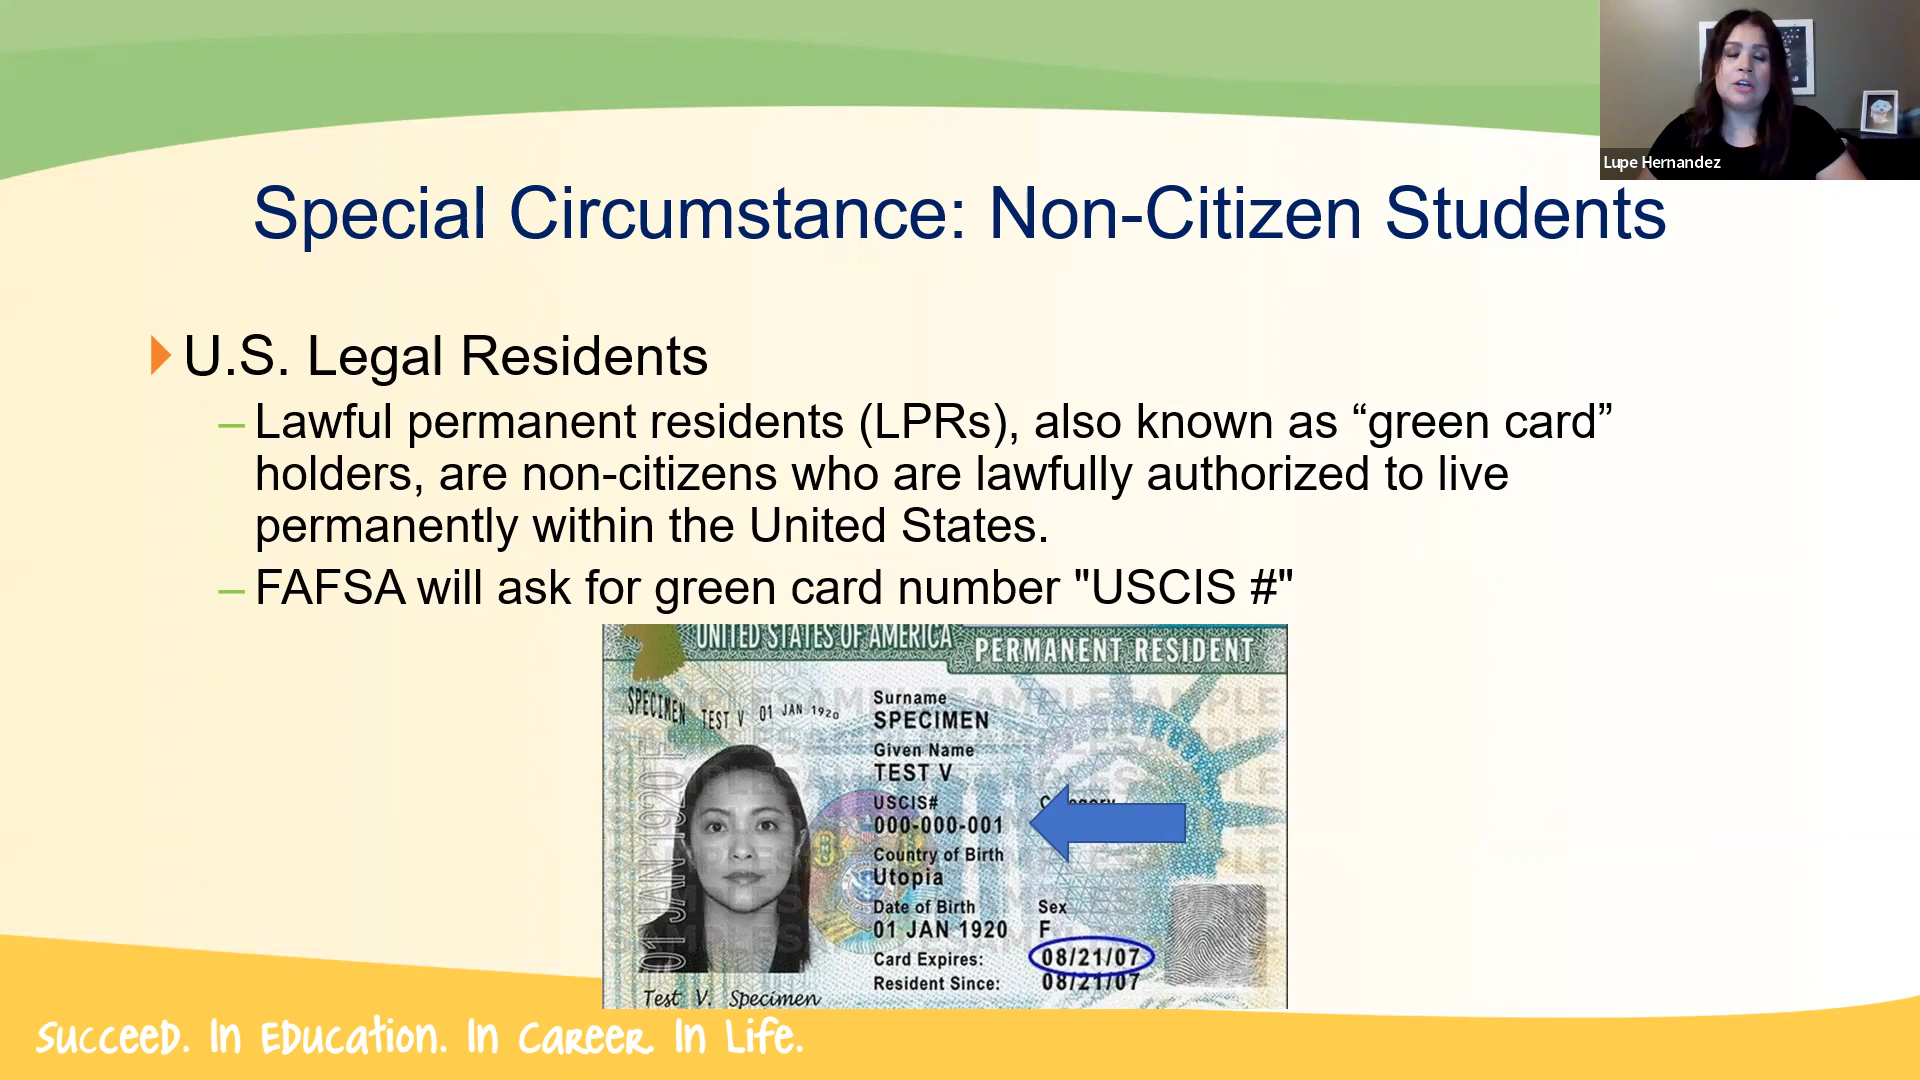 Lupe Hernandez
Special Circumstance: Non-Citizen Students
U.S. Legal Residents
– Lawful permanent residents (LPRs), also known as “green card”
holders, are non-citizens who are lawfully authorized to live
permanently within the United States.
– FAFSA will ask for green card number "USCIS #"
UNITED STATES OF AMERICA
PERMANENT RESIDENT
SPECIMEN TEST V 01 JAN 1920
Surname
SPECIMEN
Given Name
TEST V
USCIS#
000-000-001
Country of Birth
Utopia
Date of Birth Sex
01 JAN 1920 F
Card Expires: 08/21/07
Resident Since: 08/21/07
01 JAN 1920 F
Test V. Specimen
Succeed. In Education. In Career. In Life.